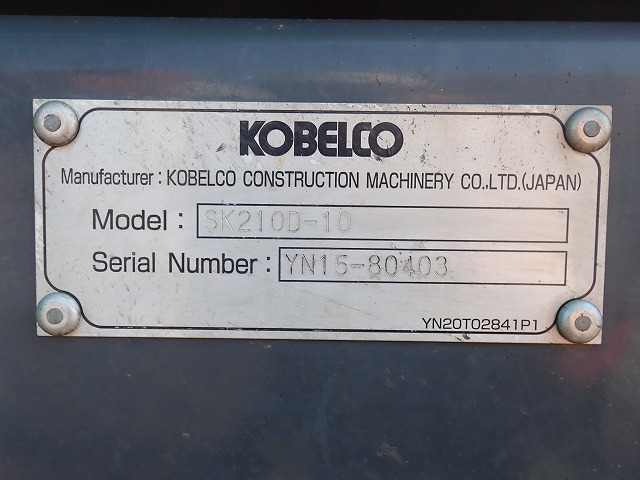 KOBELCO
Manufacturer : KOBELCO CONSTRUCTION MACHINERY CO.,LTD.(JAPAN)
Model : SK210D-10
Serial Number : YN15-80403
YN20T02841P1